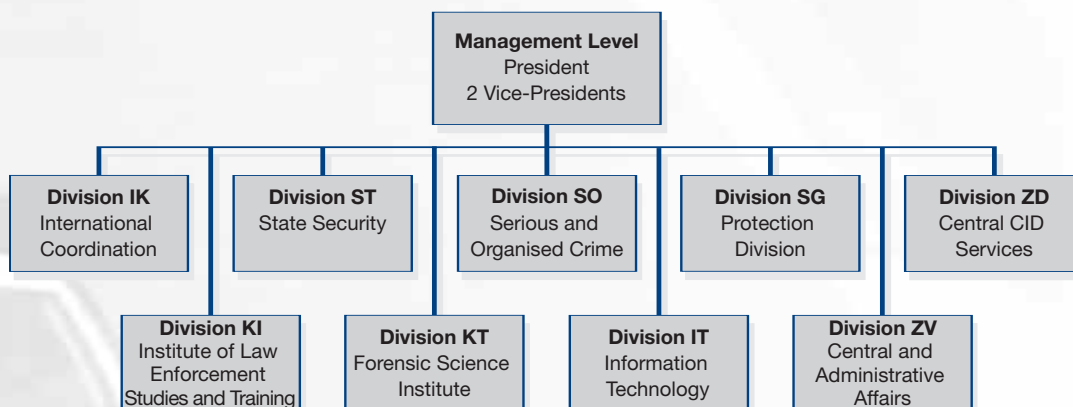 Management Level
President
2 Vice-Presidents
Division IK
International
Coordination
Division ST
State Security
Division SO
Serious and
Organised Crime
Division SG
Protection
Division
Division ZD
Central CID
Services
Division KI
Institute of Law
Enforcement
Studies and Training
Division KT
Forensic Science
Institute
Division IT
Information
Technology
Division ZV
Central and
Administrative
Affairs